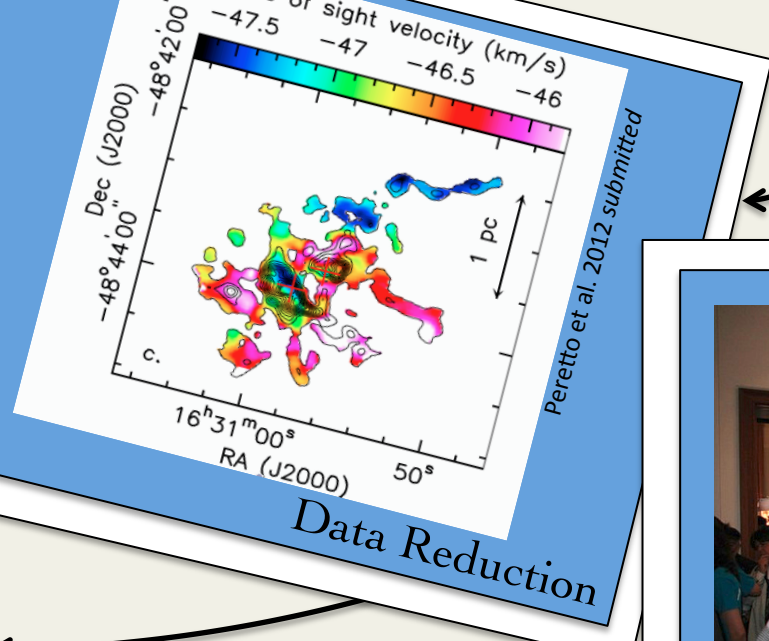 of sight velocity (km/s)
−47.5 −47 −46.5 −46
Dec (J2000)
−48°42'00"
−48°44'00"
1 pc
c.
16ʰ31ᵐ00ˢ
50ˢ
RA (J2000)
Peretto et al. 2012 submitted
Data Reduction